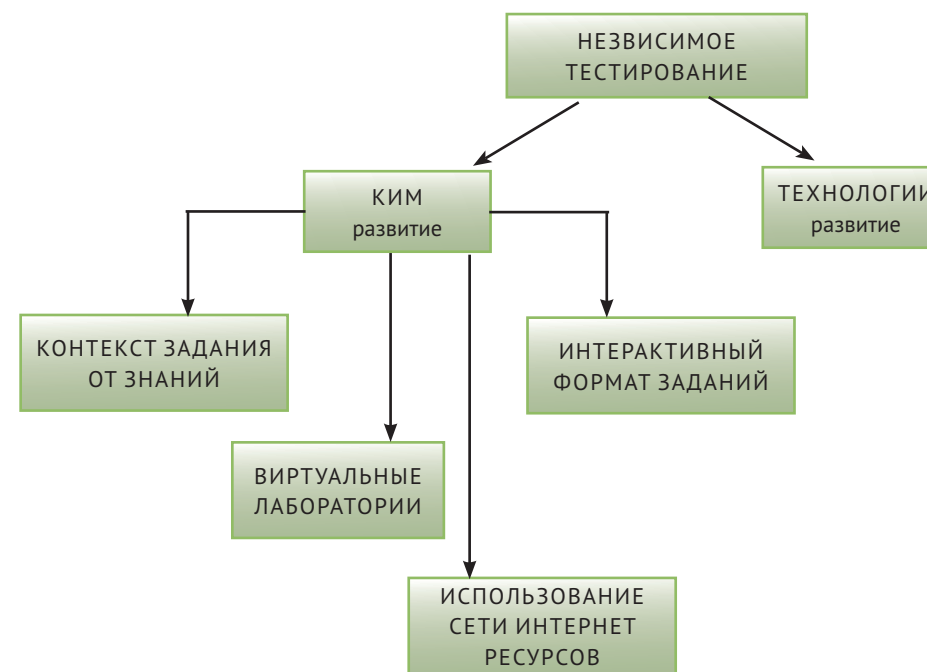 НЕЗВИСИМОЕ
ТЕСТИРОВАНИЕ
КИМ
развитие
ТЕХНОЛОГИИ
развитие
КОНТЕКСТ ЗАДАНИЯ
ОТ ЗНАНИЙ
ИНТЕРАКТИВНЫЙ
ФОРМАТ ЗАДАНИЙ
ВИРТУАЛЬНЫЕ
ЛАБОРАТОРИИ
ИСПОЛЬЗОВАНИЕ
СЕТИ ИНТЕРНЕТ
РЕСУРСОВ